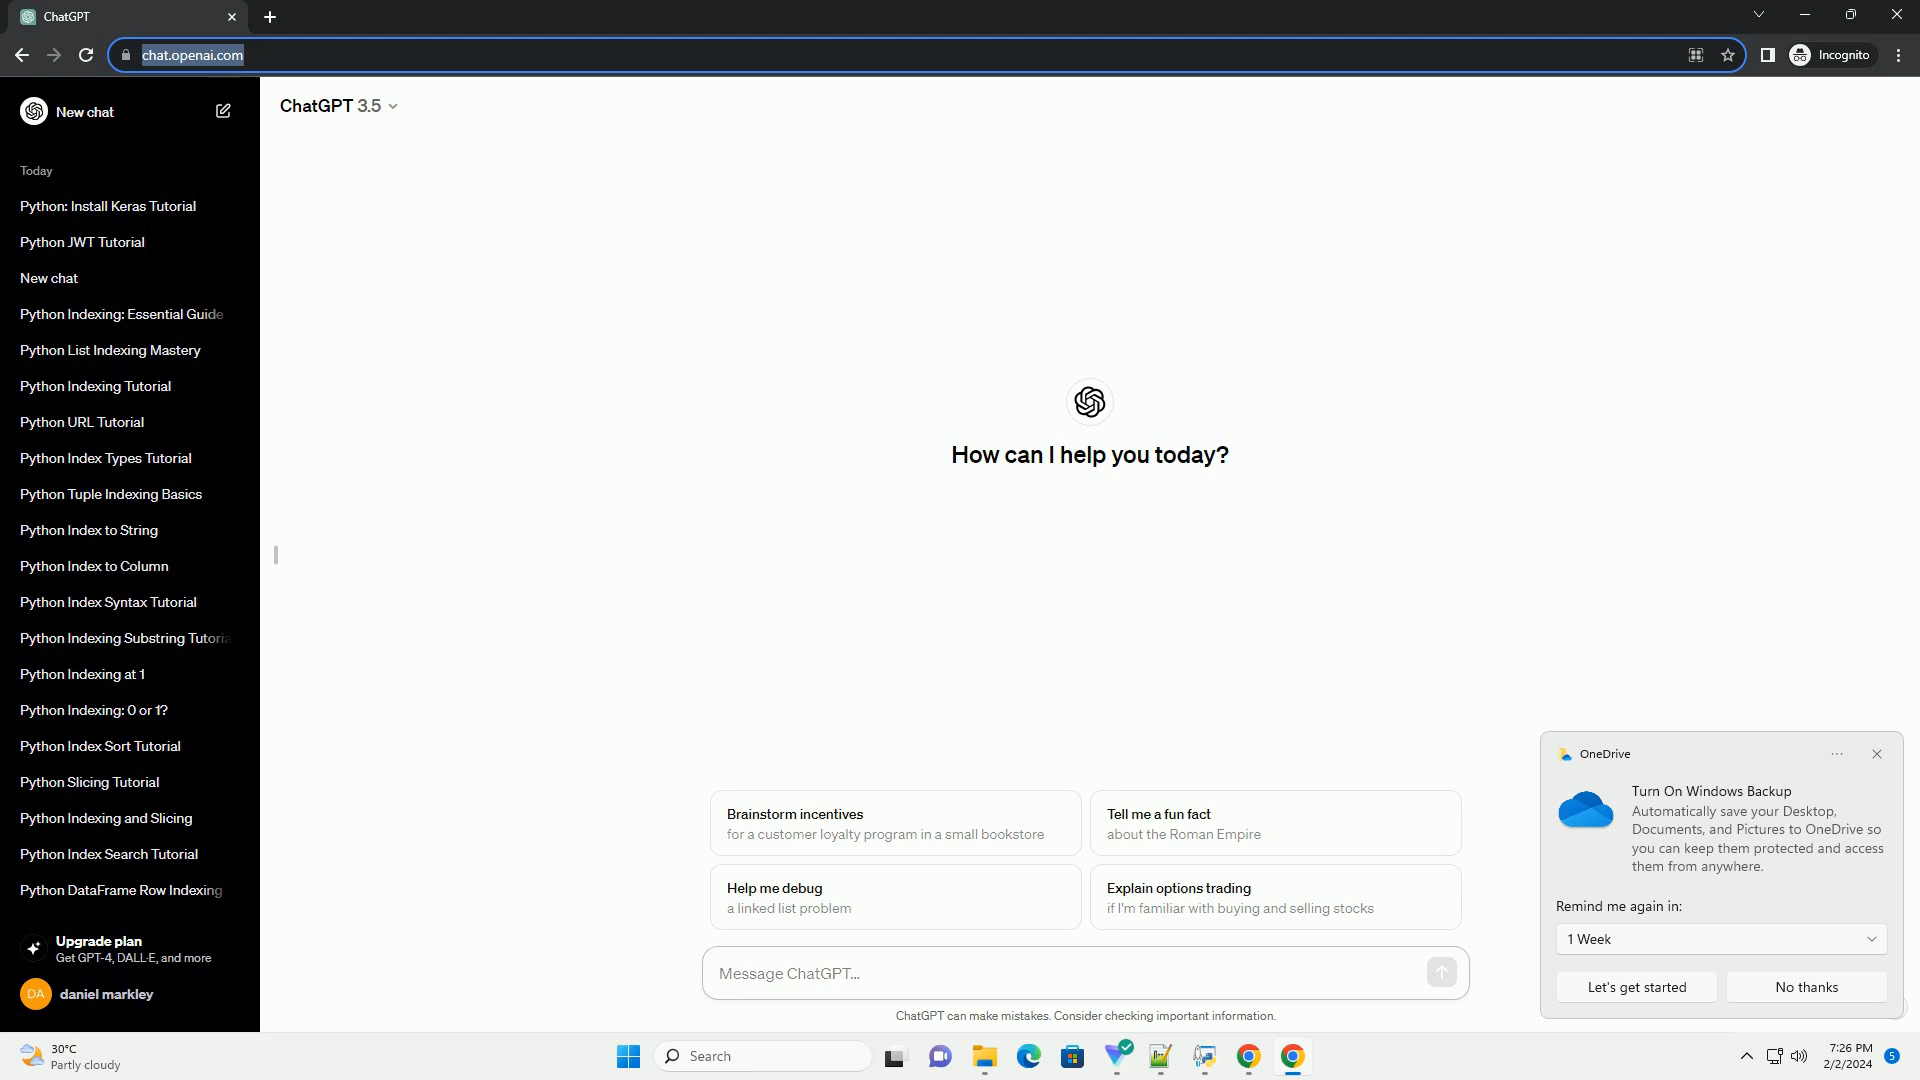 ChatGPT
chat.openai.com
Incognito
New chat
ChatGPT 3.5
Today
Python: Install Keras Tutorial
Python JWT Tutorial
New chat
Python Indexing: Essential Guide
Python List Indexing Mastery
Python Indexing Tutorial
Python URL Tutorial
Python Index Types Tutorial
Python Tuple Indexing Basics
Python Index to String
Python Index to Column
Python Index Syntax Tutorial
Python Indexing Substring Tutoria
Python Indexing at 1
Python Indexing: 0 or 1?
Python Index Sort Tutorial
Python Slicing Tutorial
Python Indexing and Slicing
Python Index Search Tutorial
Python DataFrame Row Indexing
Upgrade plan
Get GPT-4, DALL·E, and more
DA daniel markley
How can I help you today?
Brainstorm incentives
for a customer loyalty program in a small bookstore
Tell me a fun fact
about the Roman Empire
Help me debug
a linked list problem
Explain options trading
if I'm familiar with buying and selling stocks
Message ChatGPT...
ChatGPT can make mistakes. Consider checking important information.
OneDrive
Turn On Windows Backup
Automatically save your Desktop,
Documents, and Pictures to OneDrive so
you can keep them protected and access
them from anywhere.
Remind me again in:
1 Week
Let's get started
No thanks
30°C
Partly cloudy
Search
7:26 PM
2/2/2024
5